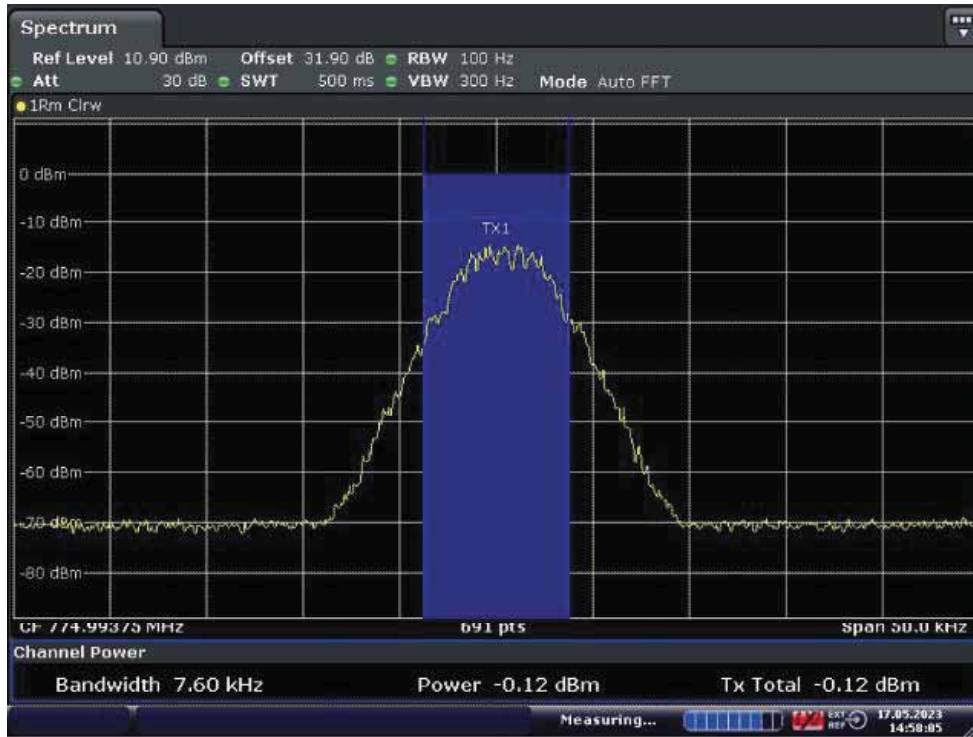 Spectrum
Ref Level 10.90 dBm Offset 31.90 dB RBW 100 Hz
Att 30 dB SWT 500 ms VBW 300 Hz Mode Auto FFT
1Rm Clrw
0 dBm
-10 dBm
TX1
-20 dBm
-30 dBm
-40 dBm
-50 dBm
-60 dBm
-70 dBm
-80 dBm
CF 774.99375 MHz 691 pts Span 50.0 kHz
Channel Power
Bandwidth 7.60 kHz Power -0.12 dBm Tx Total -0.12 dBm
Measuring... EXT REF 17.05.2023
14:58:05